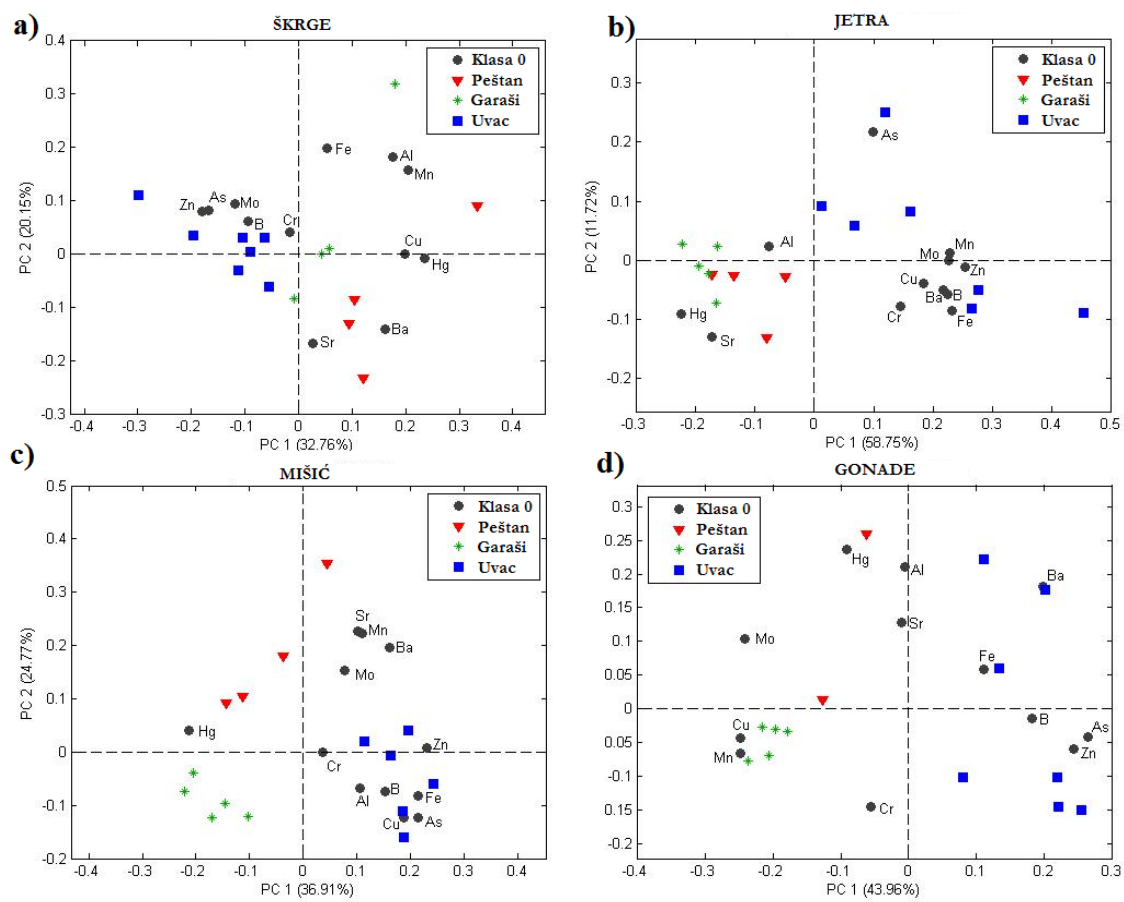 a)
ŠKRGE
0.4
0.3
0.2
0.1
0
-0.1
-0.2
-0.3
PC 2 (20.15%)
Klasa 0
Peštan
Garaši
Uvac
Fe
Al
Mn
Zn
As
Mo
B
Cr
Cu
Hg
Sr
Ba
-0.4 -0.3 -0.2 -0.1 0 0.1 0.2 0.3 0.4
PC 1 (32.76%)
b)
JETRA
0.3
0.2
0.1
0
-0.1
-0.2
PC 2 (11.72%)
Klasa 0
Peštan
Garaši
Uvac
As
Al
Mn
Mo
Zn
Cu
Ba
B
Cr
Fe
Hg
Sr
-0.3 -0.2 -0.1 0 0.1 0.2 0.3 0.4 0.5
PC 1 (58.75%)
c)
MIŠIĆ
0.5
0.4
0.3
0.2
0.1
0
-0.1
-0.2
PC 2 (24.77%)
Klasa 0
Peštan
Garaši
Uvac
Sr
Mn
Ba
Mo
Hg
Zn
Cr
Al
B
Fe
Cu
As
-0.4 -0.3 -0.2 -0.1 0 0.1 0.2 0.3 0.4
PC 1 (36.91%)
d)
GONADE
0.3
0.25
0.2
0.15
0.1
0.05
0
0.05
-0.1
0.15
-0.2
Klasa 0
Peštan
Garaši
Uvac
Hg
Al
Ba
Sr
Mo
Fe
B
As
Cu
Zn
Mn
Cr
-0.4 -0.3 -0.2 -0.1 0 0.1 0.2 0.3
PC 1 (43.96%)